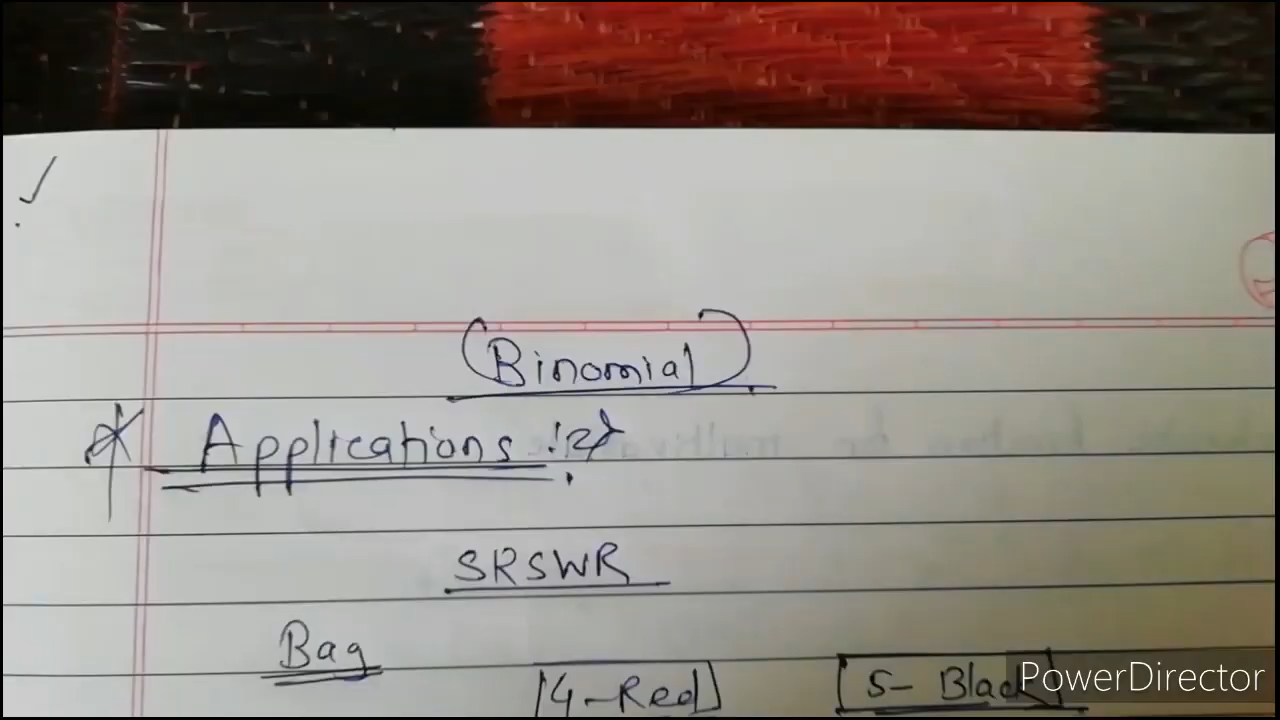 Binomial
Applications
SRSWR
Bag
4-Red 5- Black
PowerDirector